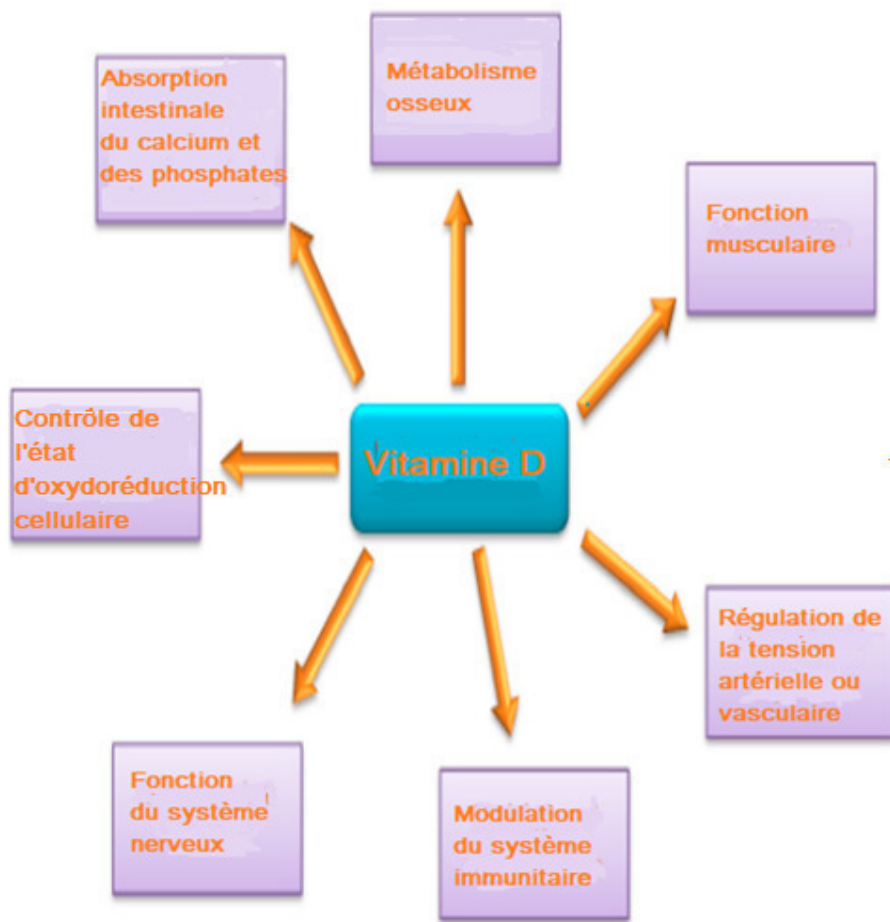 Absorption
intestinale
du calcium et
des phosphates
Métabolisme
osseux
Fonction
musculaire
Contrôle de
l'état
d'oxydoréduction
cellulaire
Vitamine D
Régulation de
la tension
artérielle ou
vasculaire
Fonction
du système
nerveux
Modulation
du système
immunitaire